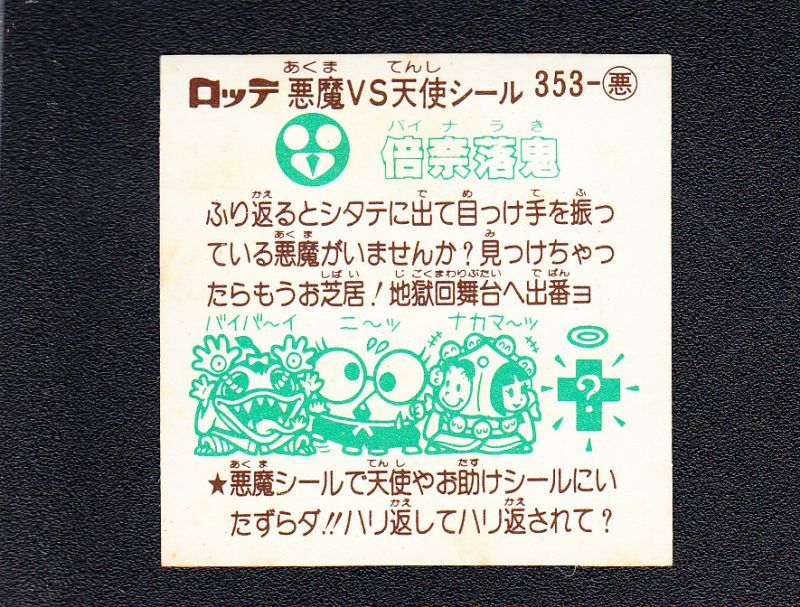 ロッテ 悪魔VS天使シール 353-悪
あくま てんし
バイナラき
倍奈落鬼
かえ で め て ふ
ふり返るとシタテに出て目っけ手を振っ
あくま み
ている悪魔がいませんか?見っけちゃっ
しばい じごくまわりぶたい でばん
たらもうお芝居!地獄回舞台へ出番ヨ
バイバ〜イ ニ〜ッ ナカマ〜ッ
?
あくま てんし たす
★悪魔シールで天使やお助けシールにい
かえ かえ
たずらダ!!ハリ返してハリ返されて?